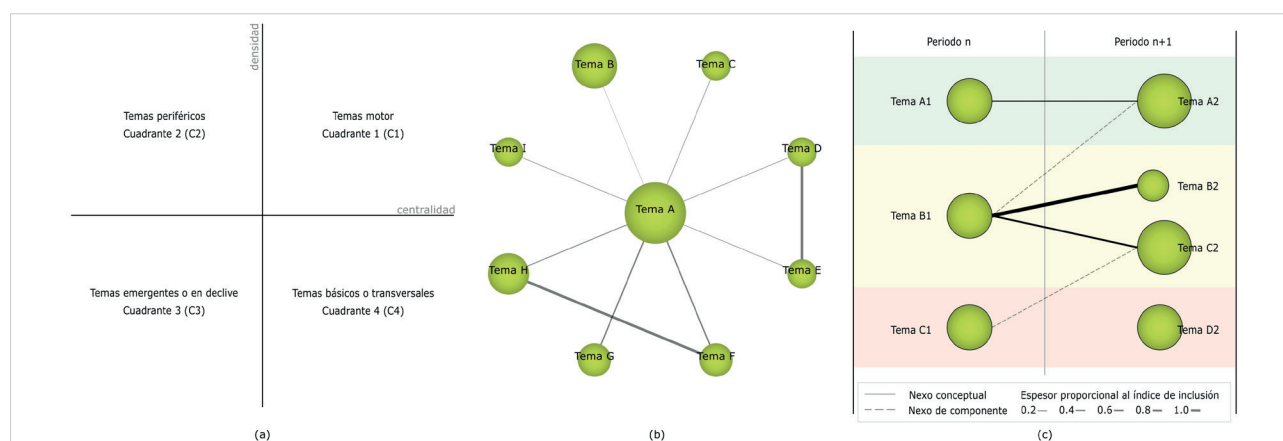 densidad
Temas periféricos
Cuadrante 2 (C2)
Temas motor
Cuadrante 1 (C1)
centralidad
Temas emergentes o en declive
Cuadrante 3 (C3)
Temas básicos o transversales
Cuadrante 4 (C4)
(a)
Tema B
Tema C
Tema I
Tema D
Tema A
Tema H
Tema E
Tema G
Tema F
(b)
Periodo n
Periodo n+1
Tema A1
Tema A2
Tema B1
Tema B2
Tema C2
Tema C1
Tema D2
Nexo conceptual
Nexo de componente
Espesor proporcional al índice de inclusión
0.2 0.4 0.6 0.8 1.0
(c)